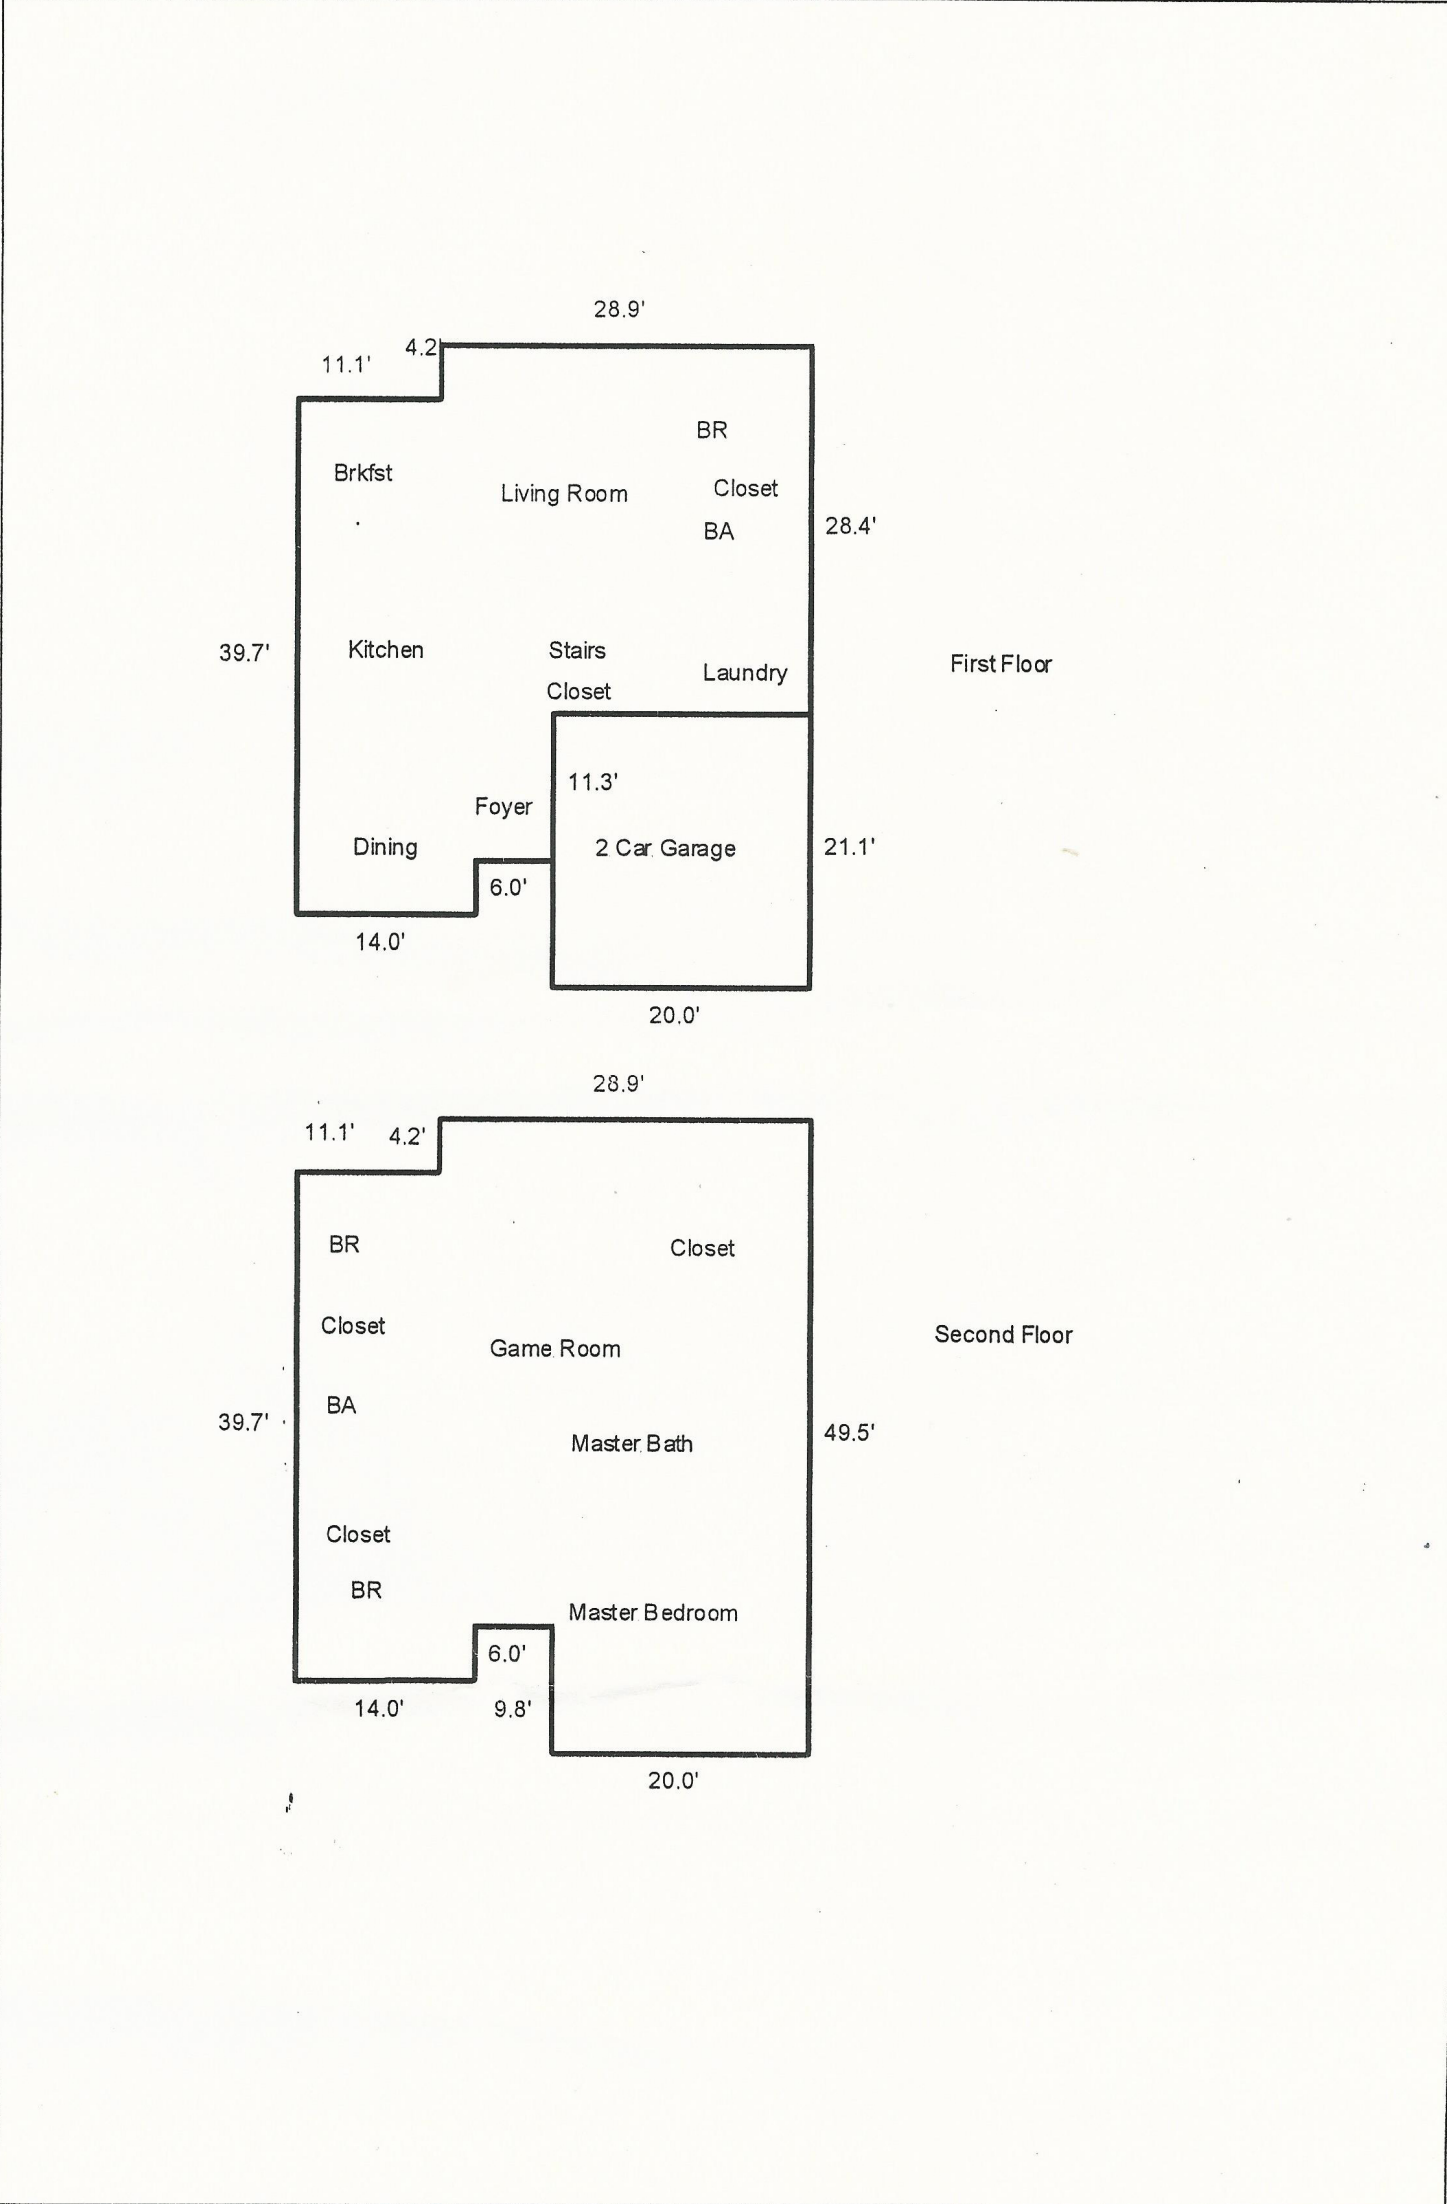 28.9'
4.2
11.1'
BR
Brkfst
Living Room
Closet
BA
28.4'
39.7'
Kitchen
Stairs
Laundry
First Floor
Closet
11.3'
Foyer
Dining
2 Car Garage
21.1'
6.0'
14.0'
20.0'
28.9'
11.1'
4.2'
BR
Closet
Closet
Game Room
Second Floor
BA
39.7'
Master Bath
49.5'
Closet
BR
Master Bedroom
6.0'
14.0'
9.8'
20.0'